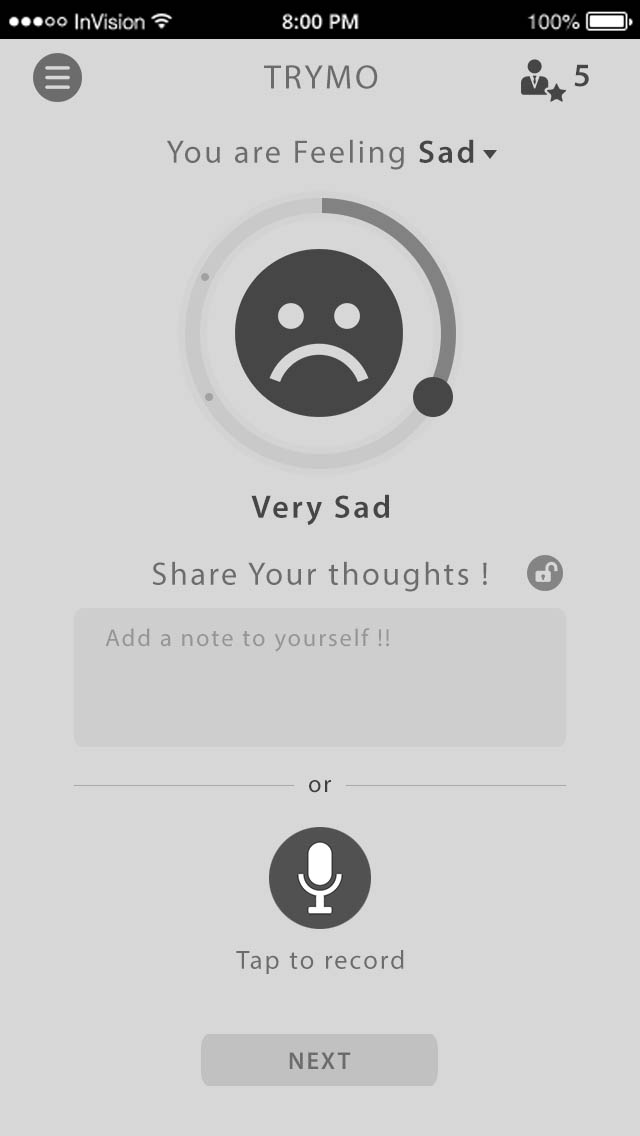 InVision 8:00 PM 100%
TRYMO 5
You are Feeling Sad
Very Sad
Share Your thoughts !
Add a note to yourself !!
or
Tap to record
NEXT